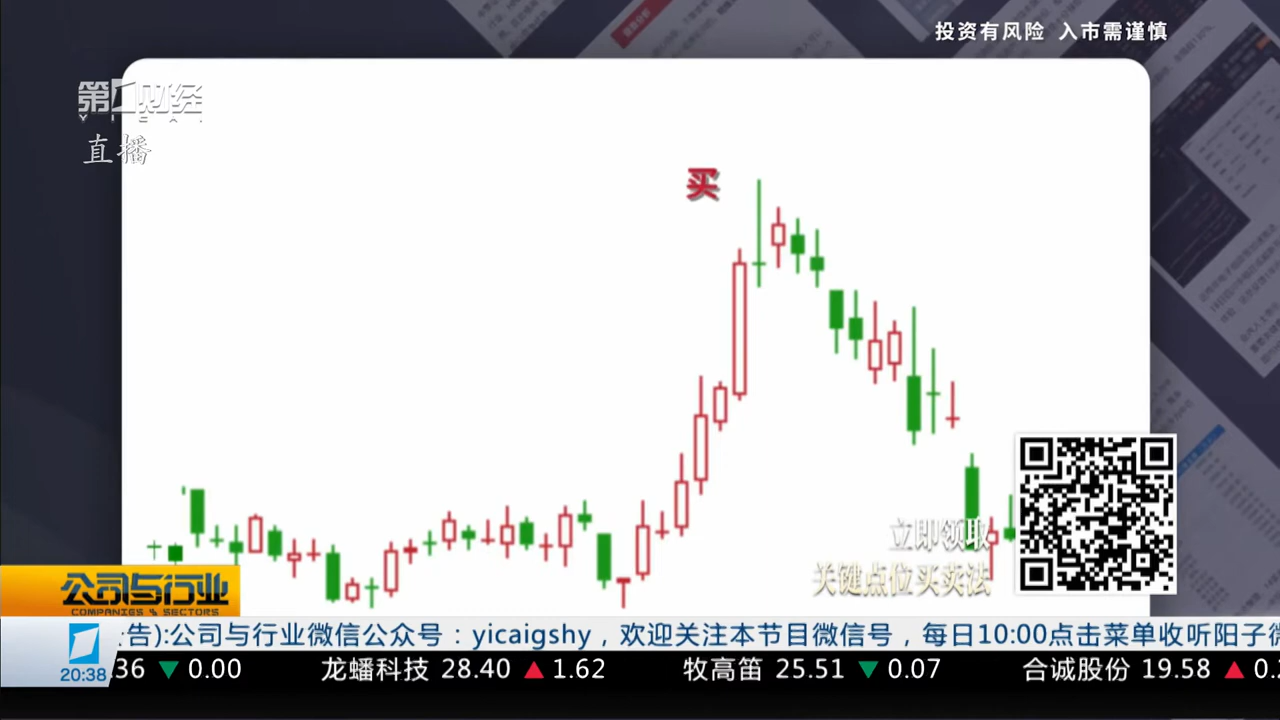 投资有风险 入市需谨慎
第一财经
YICAI
直播
买
立即领取
关键点位买卖法
公司与行业
COMPANIES & SECTORS
告):公司与行业微信公众号：yicaigshy，欢迎关注本节目微信号，每日10:00点击菜单收听阳子
20:38
.36 ▼ 0.00 龙蟠科技 28.40 ▲ 1.62 牧高笛 25.51 ▼ 0.07 合诚股份 19.58 ▲ 0.2